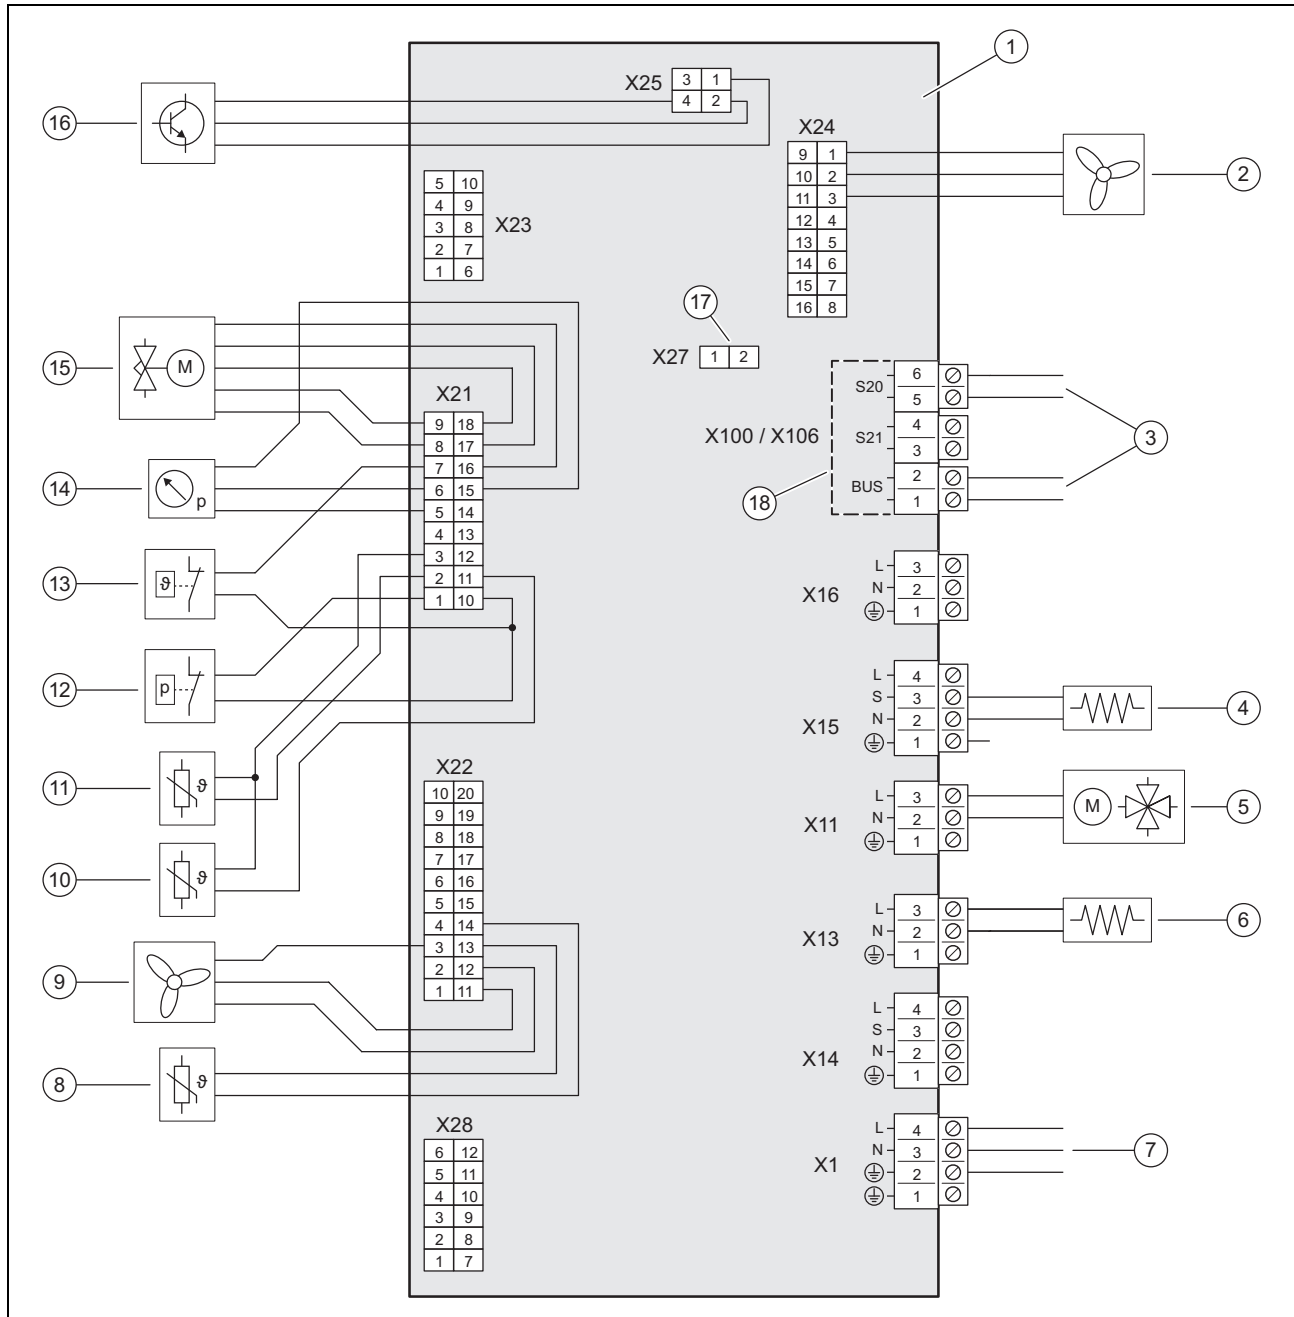 1
X25
3 1
4 2
16
X24
9 1
10 2
11 3
12 4
13 5
14 6
15 7
16 8
2
5 10
4 9
3 8
2 7
1 6
X23
17
X27
1 2
15
M
X21
9 18
8 17
7 16
6 15
5 14
4 13
3 12
2 11
1 10
S20
6
5
S21
4
3
BUS
2
1
X100 / X106
3
18
14
p
13
ϑ
X16
L 3
N 2
1
12
p
X15
L 4
S 3
N 2
1
4
11
ϑ
X22
10 20
9 19
8 18
7 17
6 16
5 15
4 14
3 13
2 12
1 11
X11
L 3
N 2
1
M
5
10
ϑ
X13
L 3
N 2
1
6
9
X14
L 4
S 3
N 2
1
8
ϑ
X28
6 12
5 11
4 10
3 9
2 8
1 7
X1
L 4
N 3
2
1
7